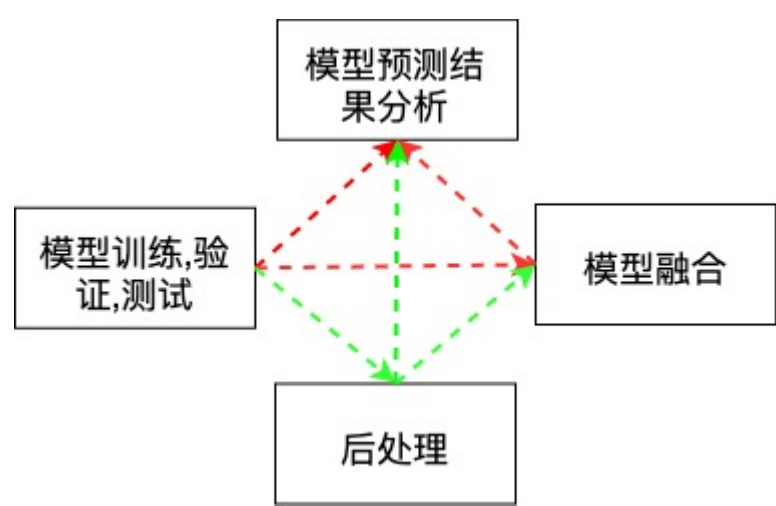 模型预测结
果分析
模型训练,验
证,测试
模型融合
后处理